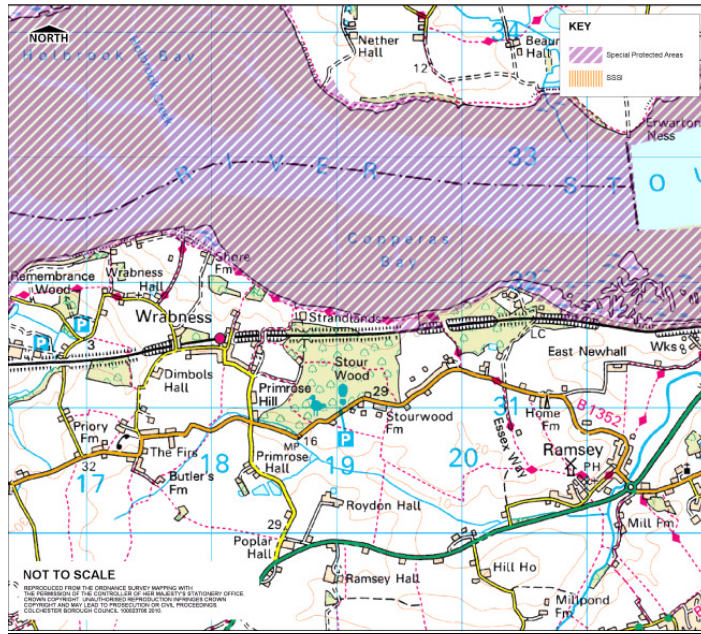 NORTH
Holbrook Bay
Holbrook Creek
Nether
Hall
12
34
Beau
Hall
KEY
Special Protected Areas
SSSI
Erwarton
Ness
33
RIVER STOU
Copperas
Bay
32
Remembrance
Wood
Wrabness
Hall
Shore
Fm
Wrabness
Strandlands
P
P
3
LC
East Newhall
Wks
Dimbols
Hall
Primrose
Hill
Stour
Wood
29
Stourwood
Fm
31
Home
Fm
B1352
Essex Way
Priory
Fm
The Firs
MP 16
P
Primrose
Hall
32
17
18
19
20
Ramsey
PH
Butler's
Fm
Roydon Hall
10
29
Poplar
Hall
Mill Fm
Ramsey Hall
Hill Ho
Millpond
Fm
NOT TO SCALE
REPRODUCED FROM THE ORDNANCE SURVEY MAPPING WITH
THE PERMISSION OF THE CONTROLLER OF HER MAJESTY'S STATIONERY OFFICE
CROWN COPYRIGHT. UNAUTHORISED REPRODUCTION INFRINGES CROWN
COPYRIGHT AND MAY LEAD TO PROSECUTION OR CIVIL PROCEEDINGS.
COLCHESTER BOROUGH COUNCIL 100023706 2010.